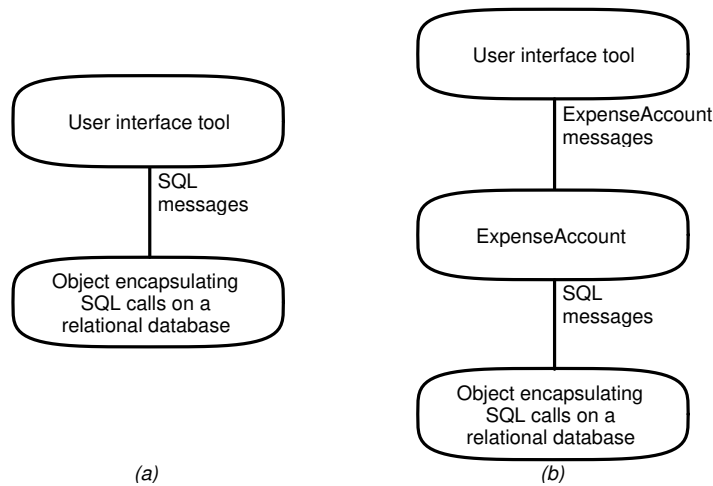 User interface tool
SQL
messages
Object encapsulating
SQL calls on a
relational database
(a)
User interface tool
ExpenseAccount
messages
ExpenseAccount
SQL
messages
Object encapsulating
SQL calls on a
relational database
(b)